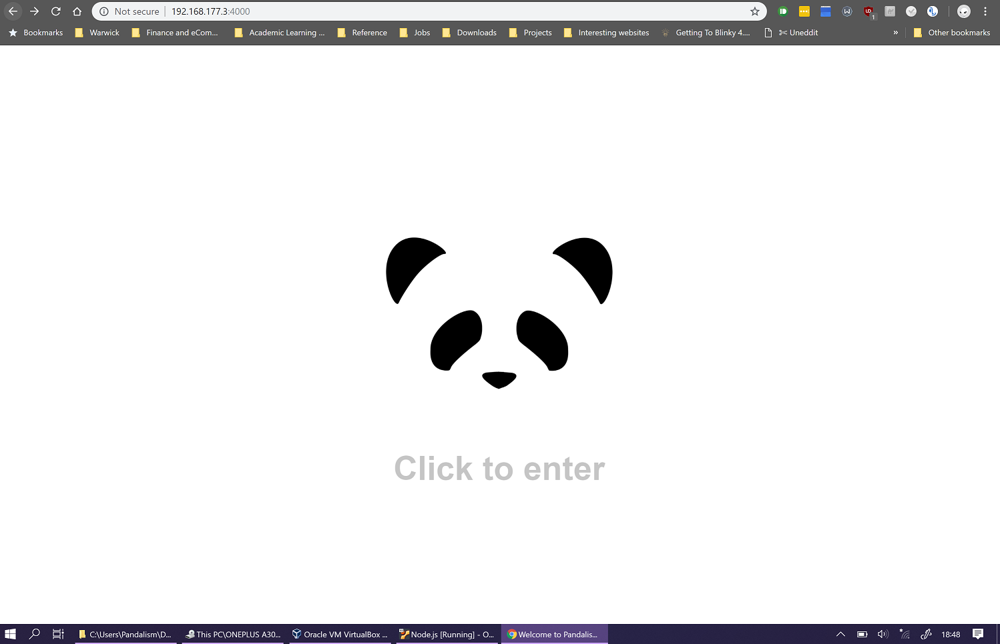 Not secure | 192.168.177.3:4000
Bookmarks Warwick Finance and eCom... Academic Learning ... Reference Jobs Downloads Projects Interesting websites Getting To Blinky 4.... Uneddit » Other bookmarks
Click to enter
C:\Users\Pandalism\D... This PC\ONEPLUS A30... Oracle VM VirtualBox ... Node.js [Running] - O... Welcome to Pandalis... 18:48